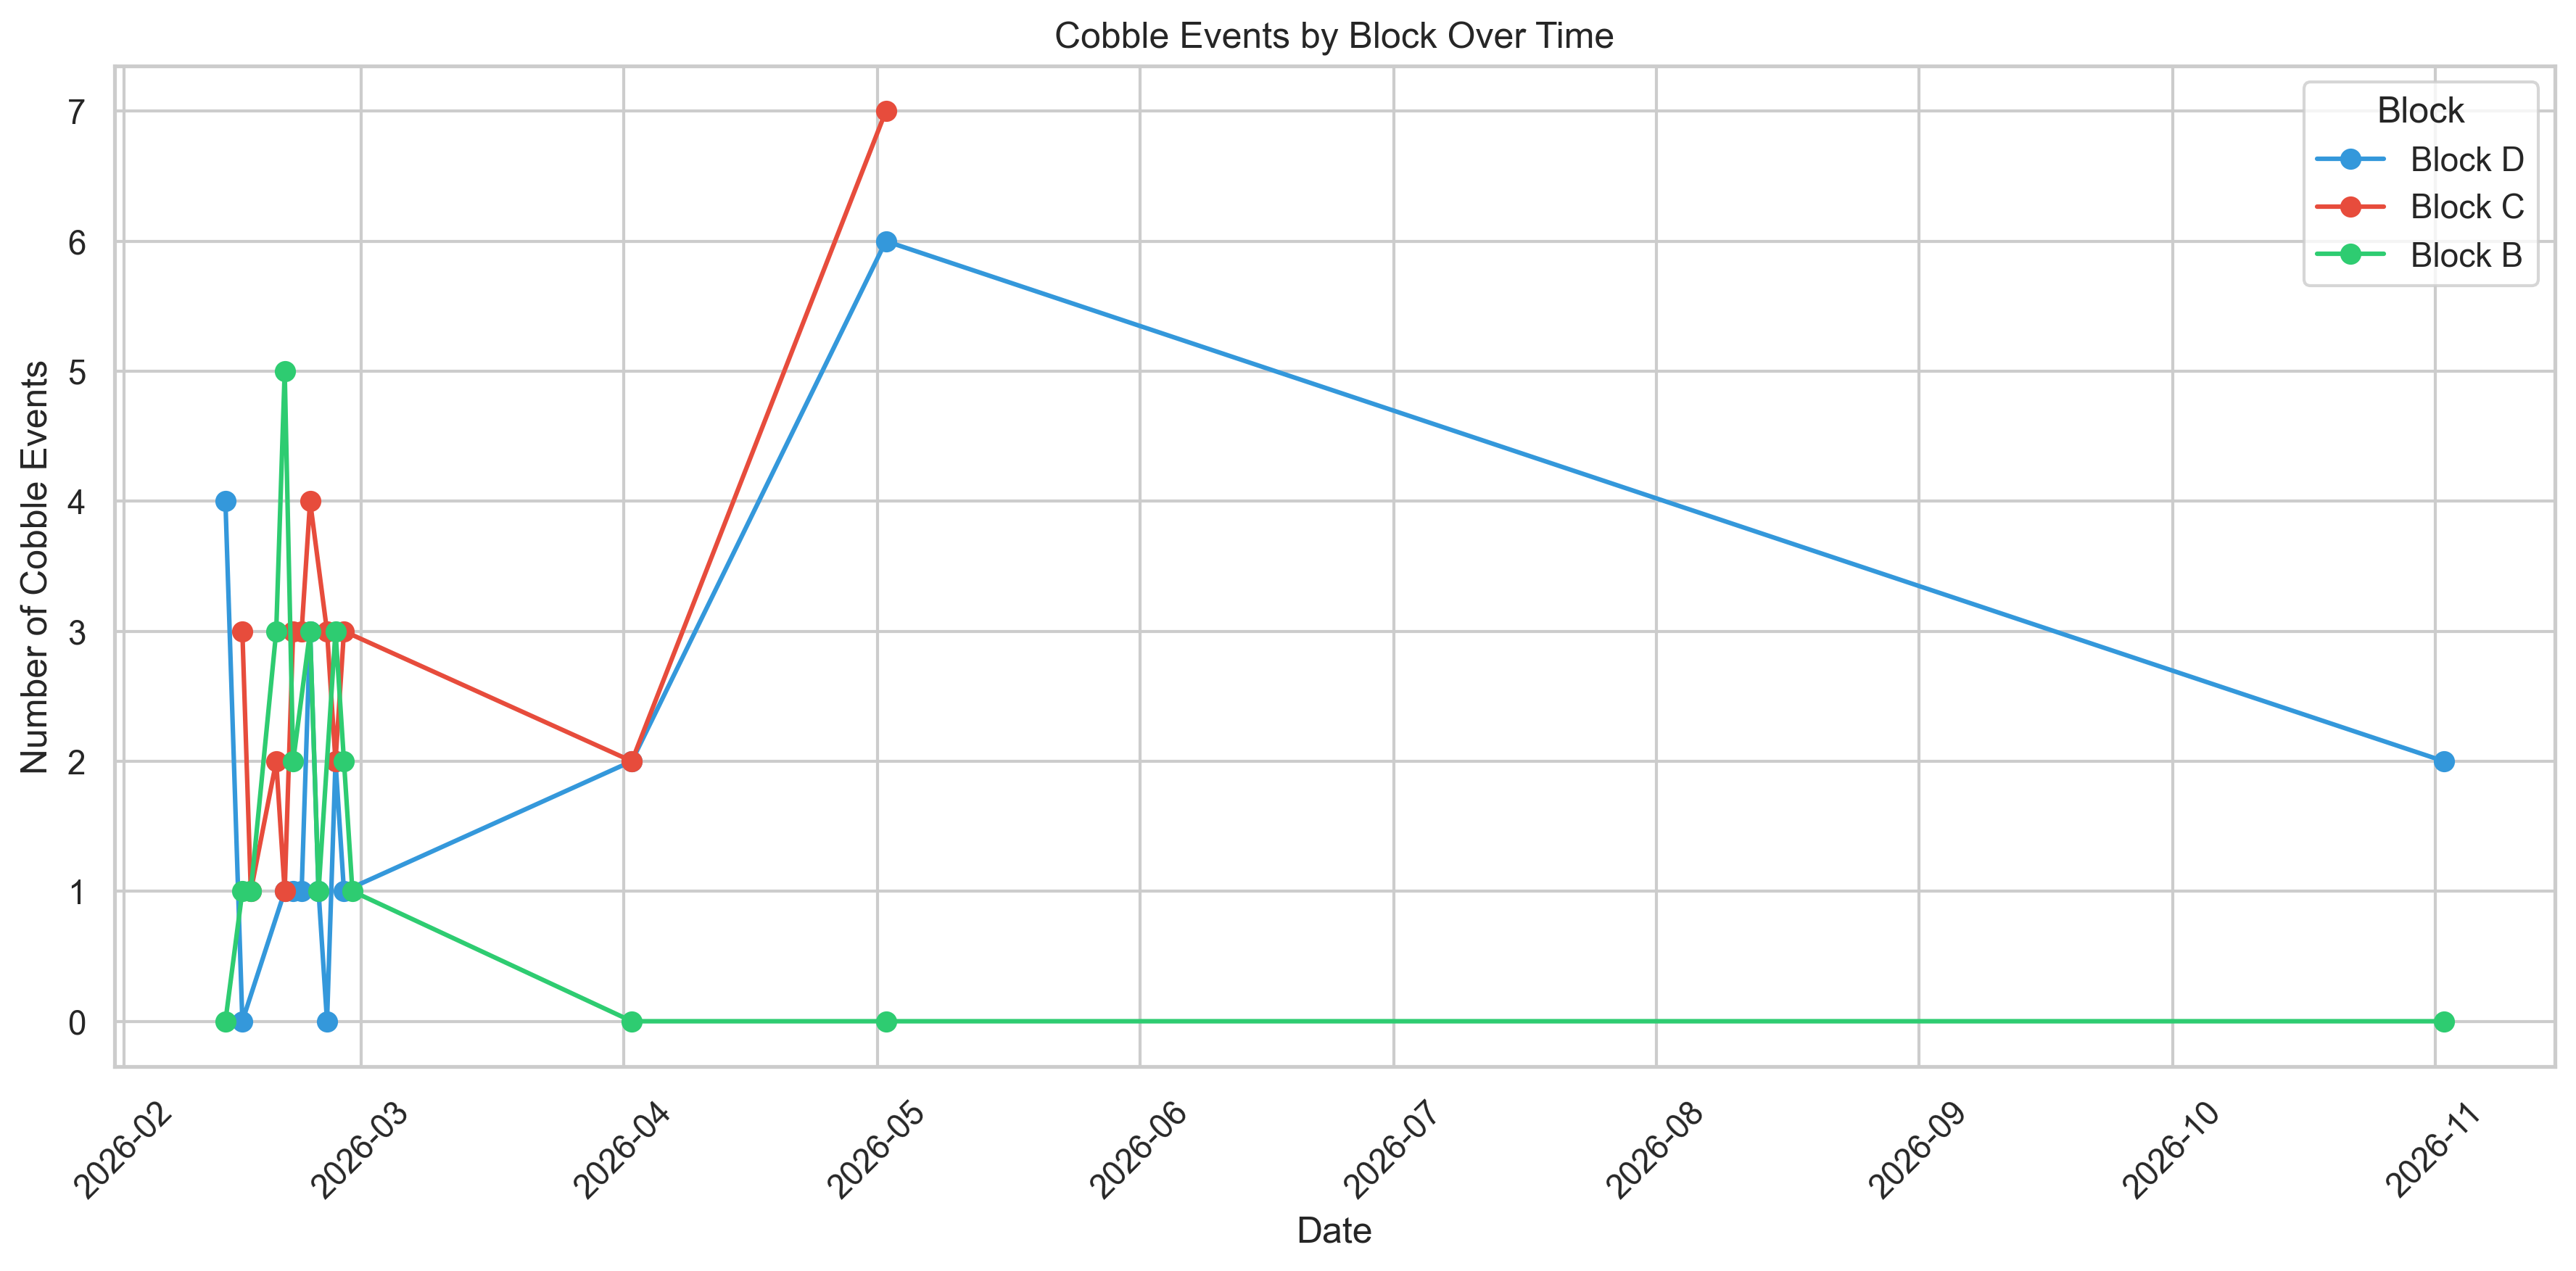 Cobble Events by Block Over Time
Number of Cobble Events
7
6
5
4
3
2
1
0
Block
Block D
Block C
Block B
2026-02
2026-03
2026-04
2026-05
2026-06
2026-07
2026-08
2026-09
2026-10
2026-11
Date